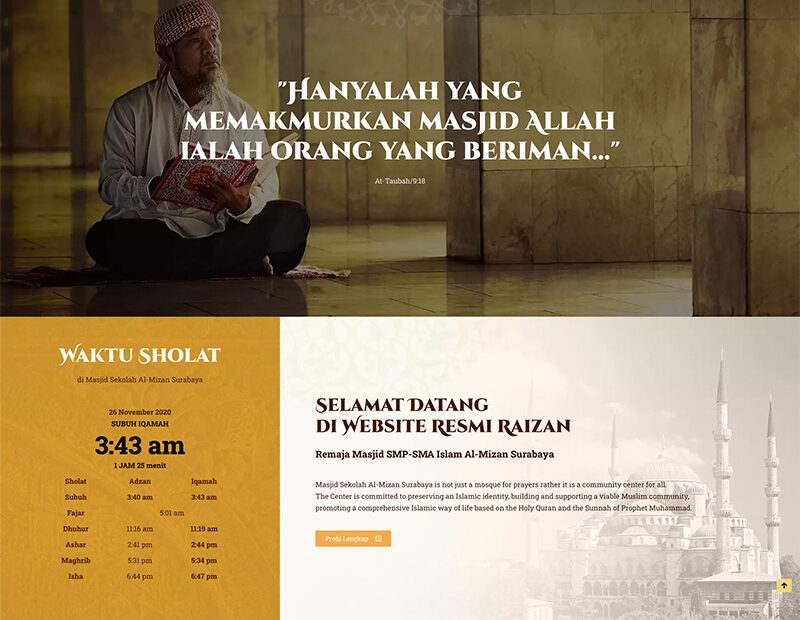 "Hanyalah yang
memakmurkan masjid Allah
ialah orang yang beriman..."
At-Taubah/9:18
Waktu Sholat
di Masjid Sekolah Al-Mizan Surabaya
26 November 2020
SUBUH IQAMAH
3:43 am
1 JAM 25 menit
Sholat Adzan Iqamah
Subuh 3:40 am 3:43 am
Fajar 5:01 am
Dhuhur 11:16 am 11:19 am
Ashar 2:41 pm 2:44 pm
Maghrib 5:31 pm 5:34 pm
Isha 6:44 pm 6:47 pm
Selamat Datang
di Website Resmi Raizan
Remaja Masjid SMP-SMA Islam Al-Mizan Surabaya
Masjid Sekolah Al-Mizan Surabaya is not just a mosque for prayers rather it is a community center for all.
The Center is committed to preserving an Islamic identity, building and supporting a viable Muslim community,
promoting a comprehensive Islamic way of life based on the Holy Quran and the Sunnah of Prophet Muhammad.
Profil Lengkap